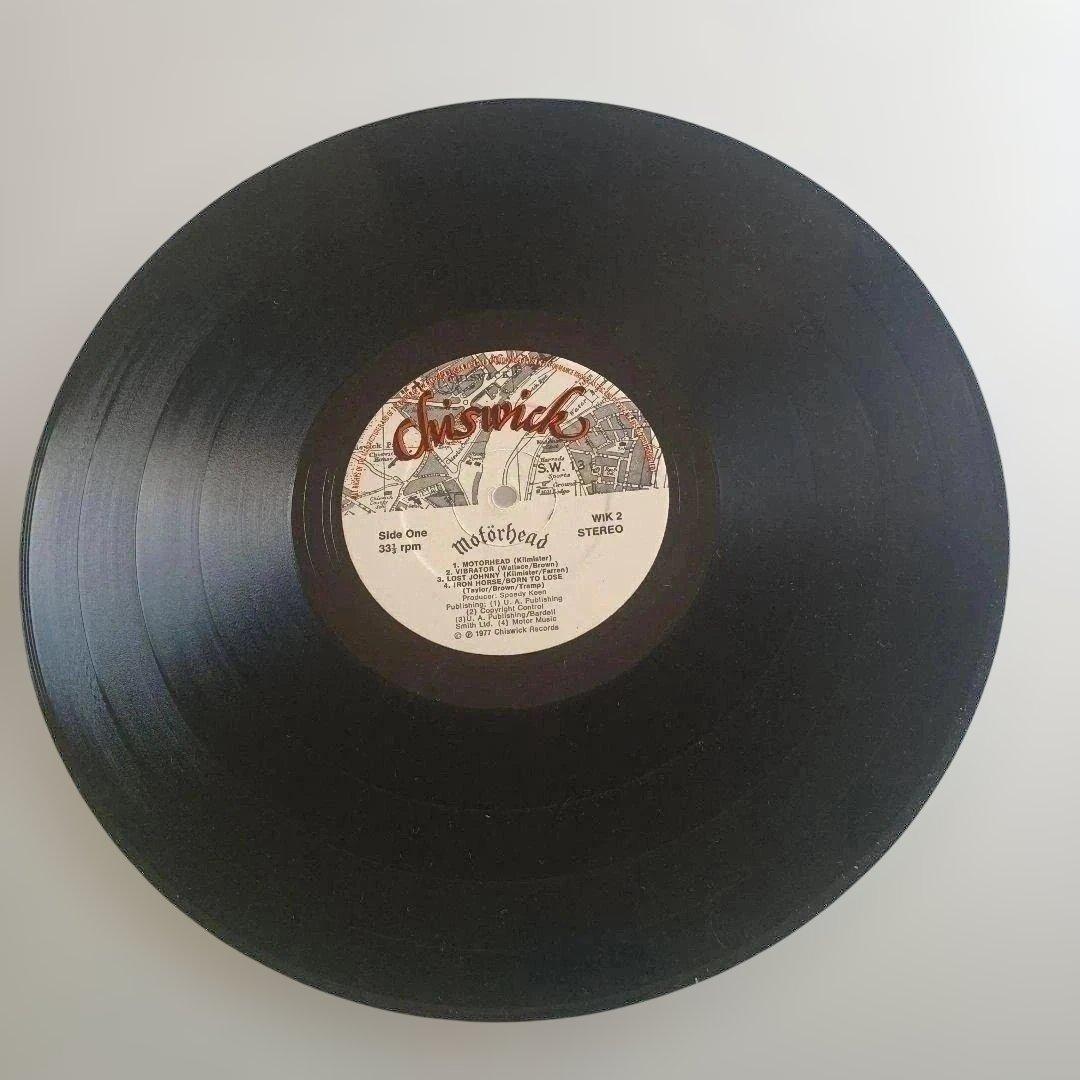 Chiswick
S.W. 13
Sports
Ground
Side One
33⅓ rpm
WIK 2
STEREO
Motörhead
1. MOTORHEAD (Kilmister)
2. VIBRATOR (Wallace/Brown)
3. LOST JOHNNY (Kilmister/Farren)
4. IRON HORSE/BORN TO LOSE
(Taylor/Brown/Tramp)
Producer: Speedy Keen
Publishing: (1) U. A. Publishing
(2) Copyright Control
(3)U. A. Publishing/Bardell
Smith Ltd. (4) Motor Music
© ℗ 1977 Chiswick Records